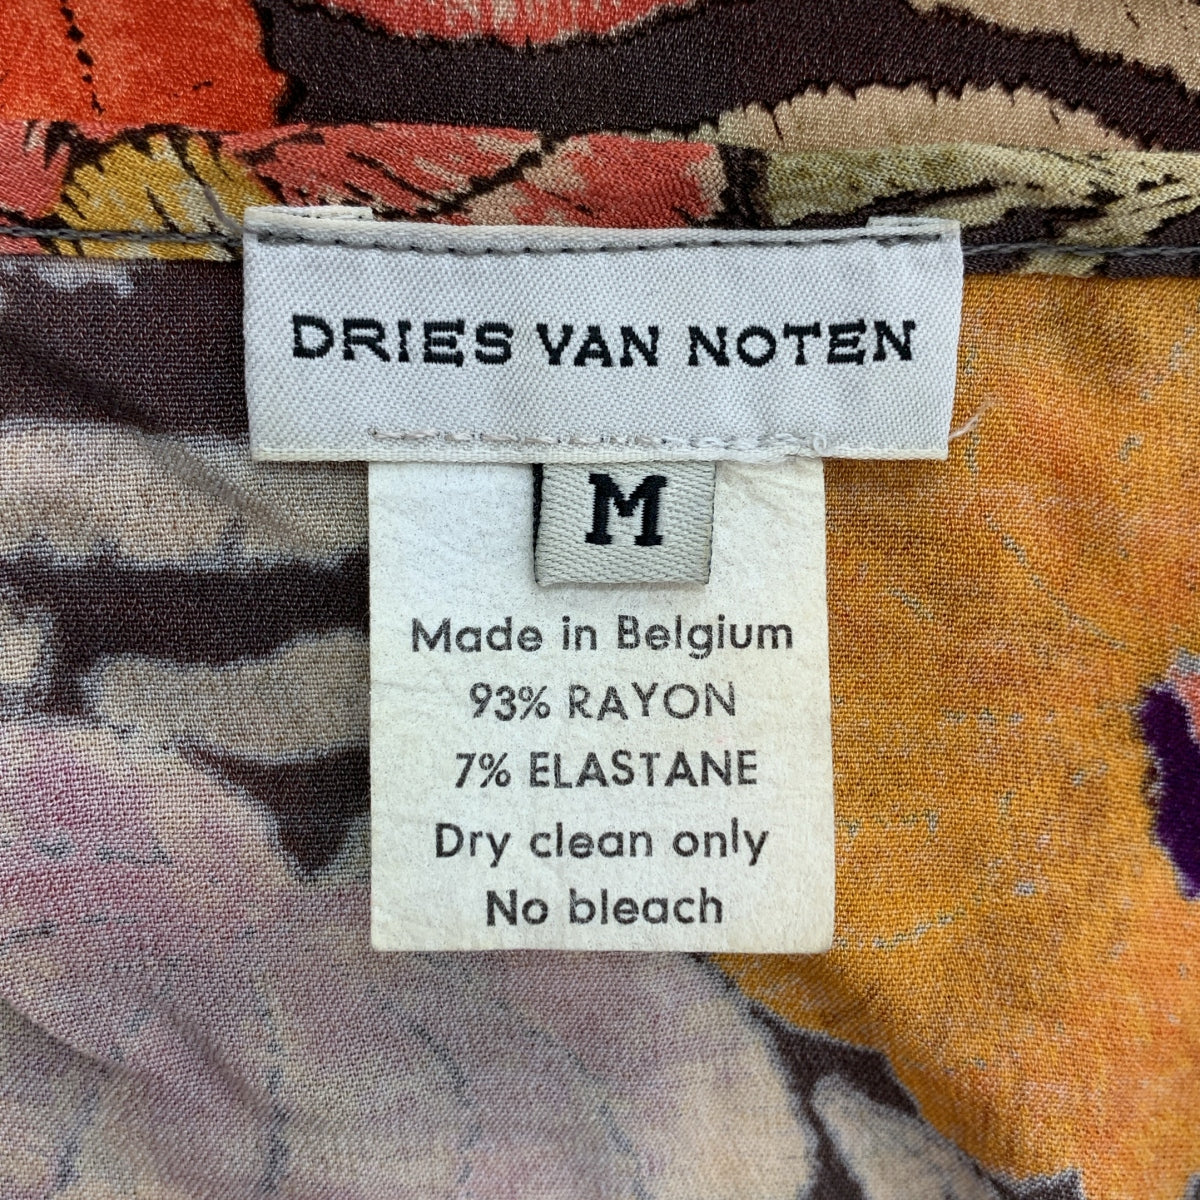 DRIES VAN NOTEN
M
Made in Belgium
93% RAYON
7% ELASTANE
Dry clean only
No bleach